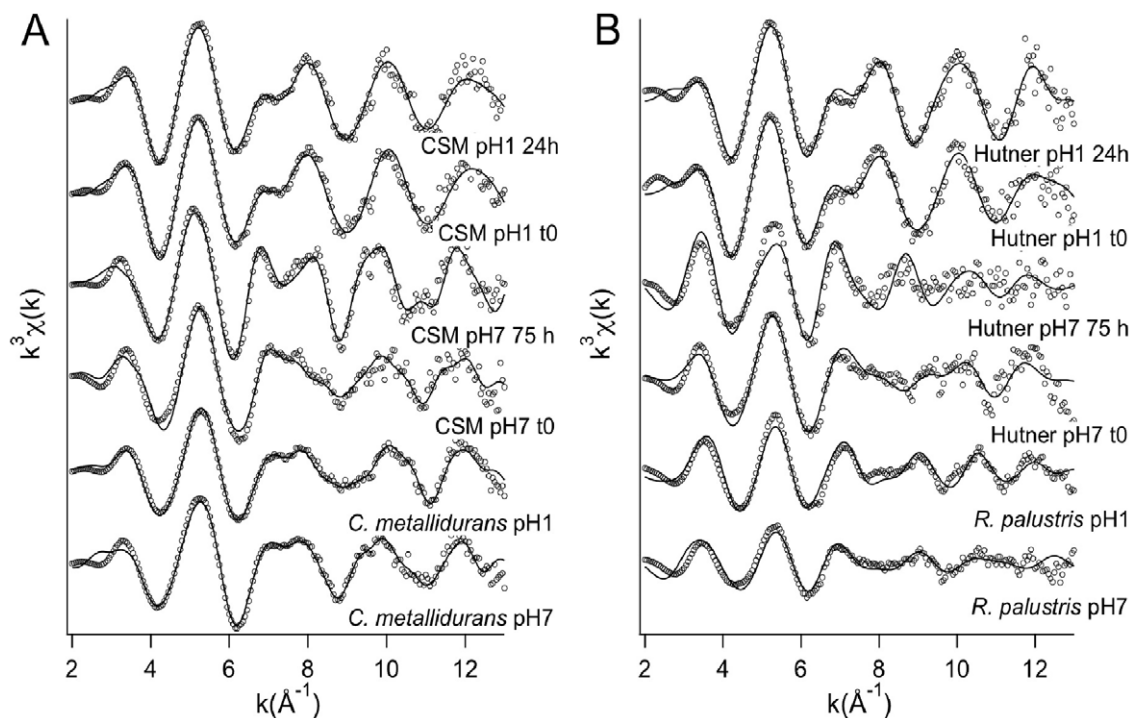 A
k³χ(k)
CSM pH1 24h
CSM pH1 t0
CSM pH7 75 h
CSM pH7 t0
C. metallidurans pH1
C. metallidurans pH7
2 4 6 8 10 12
k(Å⁻¹)
B
k³χ(k)
Hutner pH1 24h
Hutner pH1 t0
Hutner pH7 75 h
Hutner pH7 t0
R. palustris pH1
R. palustris pH7
2 4 6 8 10 12
k(Å⁻¹)